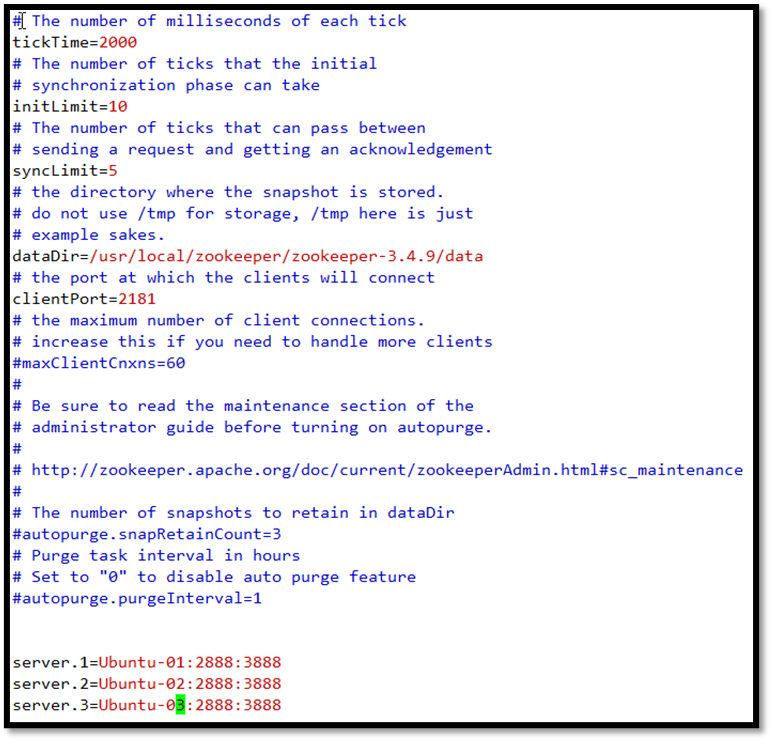 # The number of milliseconds of each tick
tickTime=2000
# The number of ticks that the initial
# synchronization phase can take
initLimit=10
# The number of ticks that can pass between
# sending a request and getting an acknowledgement
syncLimit=5
# the directory where the snapshot is stored.
# do not use /tmp for storage, /tmp here is just
# example sakes.
dataDir=/usr/local/zookeeper/zookeeper-3.4.9/data
# the port at which the clients will connect
clientPort=2181
# the maximum number of client connections.
# increase this if you need to handle more clients
#maxClientCnxns=60
#
# Be sure to read the maintenance section of the
# administrator guide before turning on autopurge.
#
# http://zookeeper.apache.org/doc/current/zookeeperAdmin.html#sc_maintenance
#
# The number of snapshots to retain in dataDir
#autopurge.snapRetainCount=3
# Purge task interval in hours
# Set to "0" to disable auto purge feature
#autopurge.purgeInterval=1
server.1=Ubuntu-01:2888:3888
server.2=Ubuntu-02:2888:3888
server.3=Ubuntu-03:2888:3888